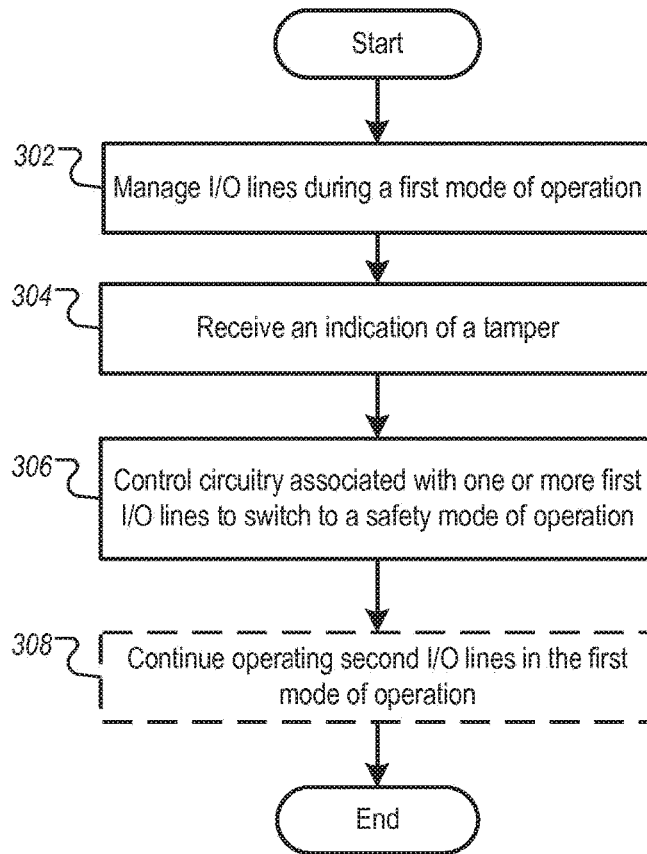 Start
302
Manage I/O lines during a first mode of operation
304
Receive an indication of a tamper
306
Control circuitry associated with one or more first
I/O lines to switch to a safety mode of operation
308
Continue operating second I/O lines in the first
mode of operation
End